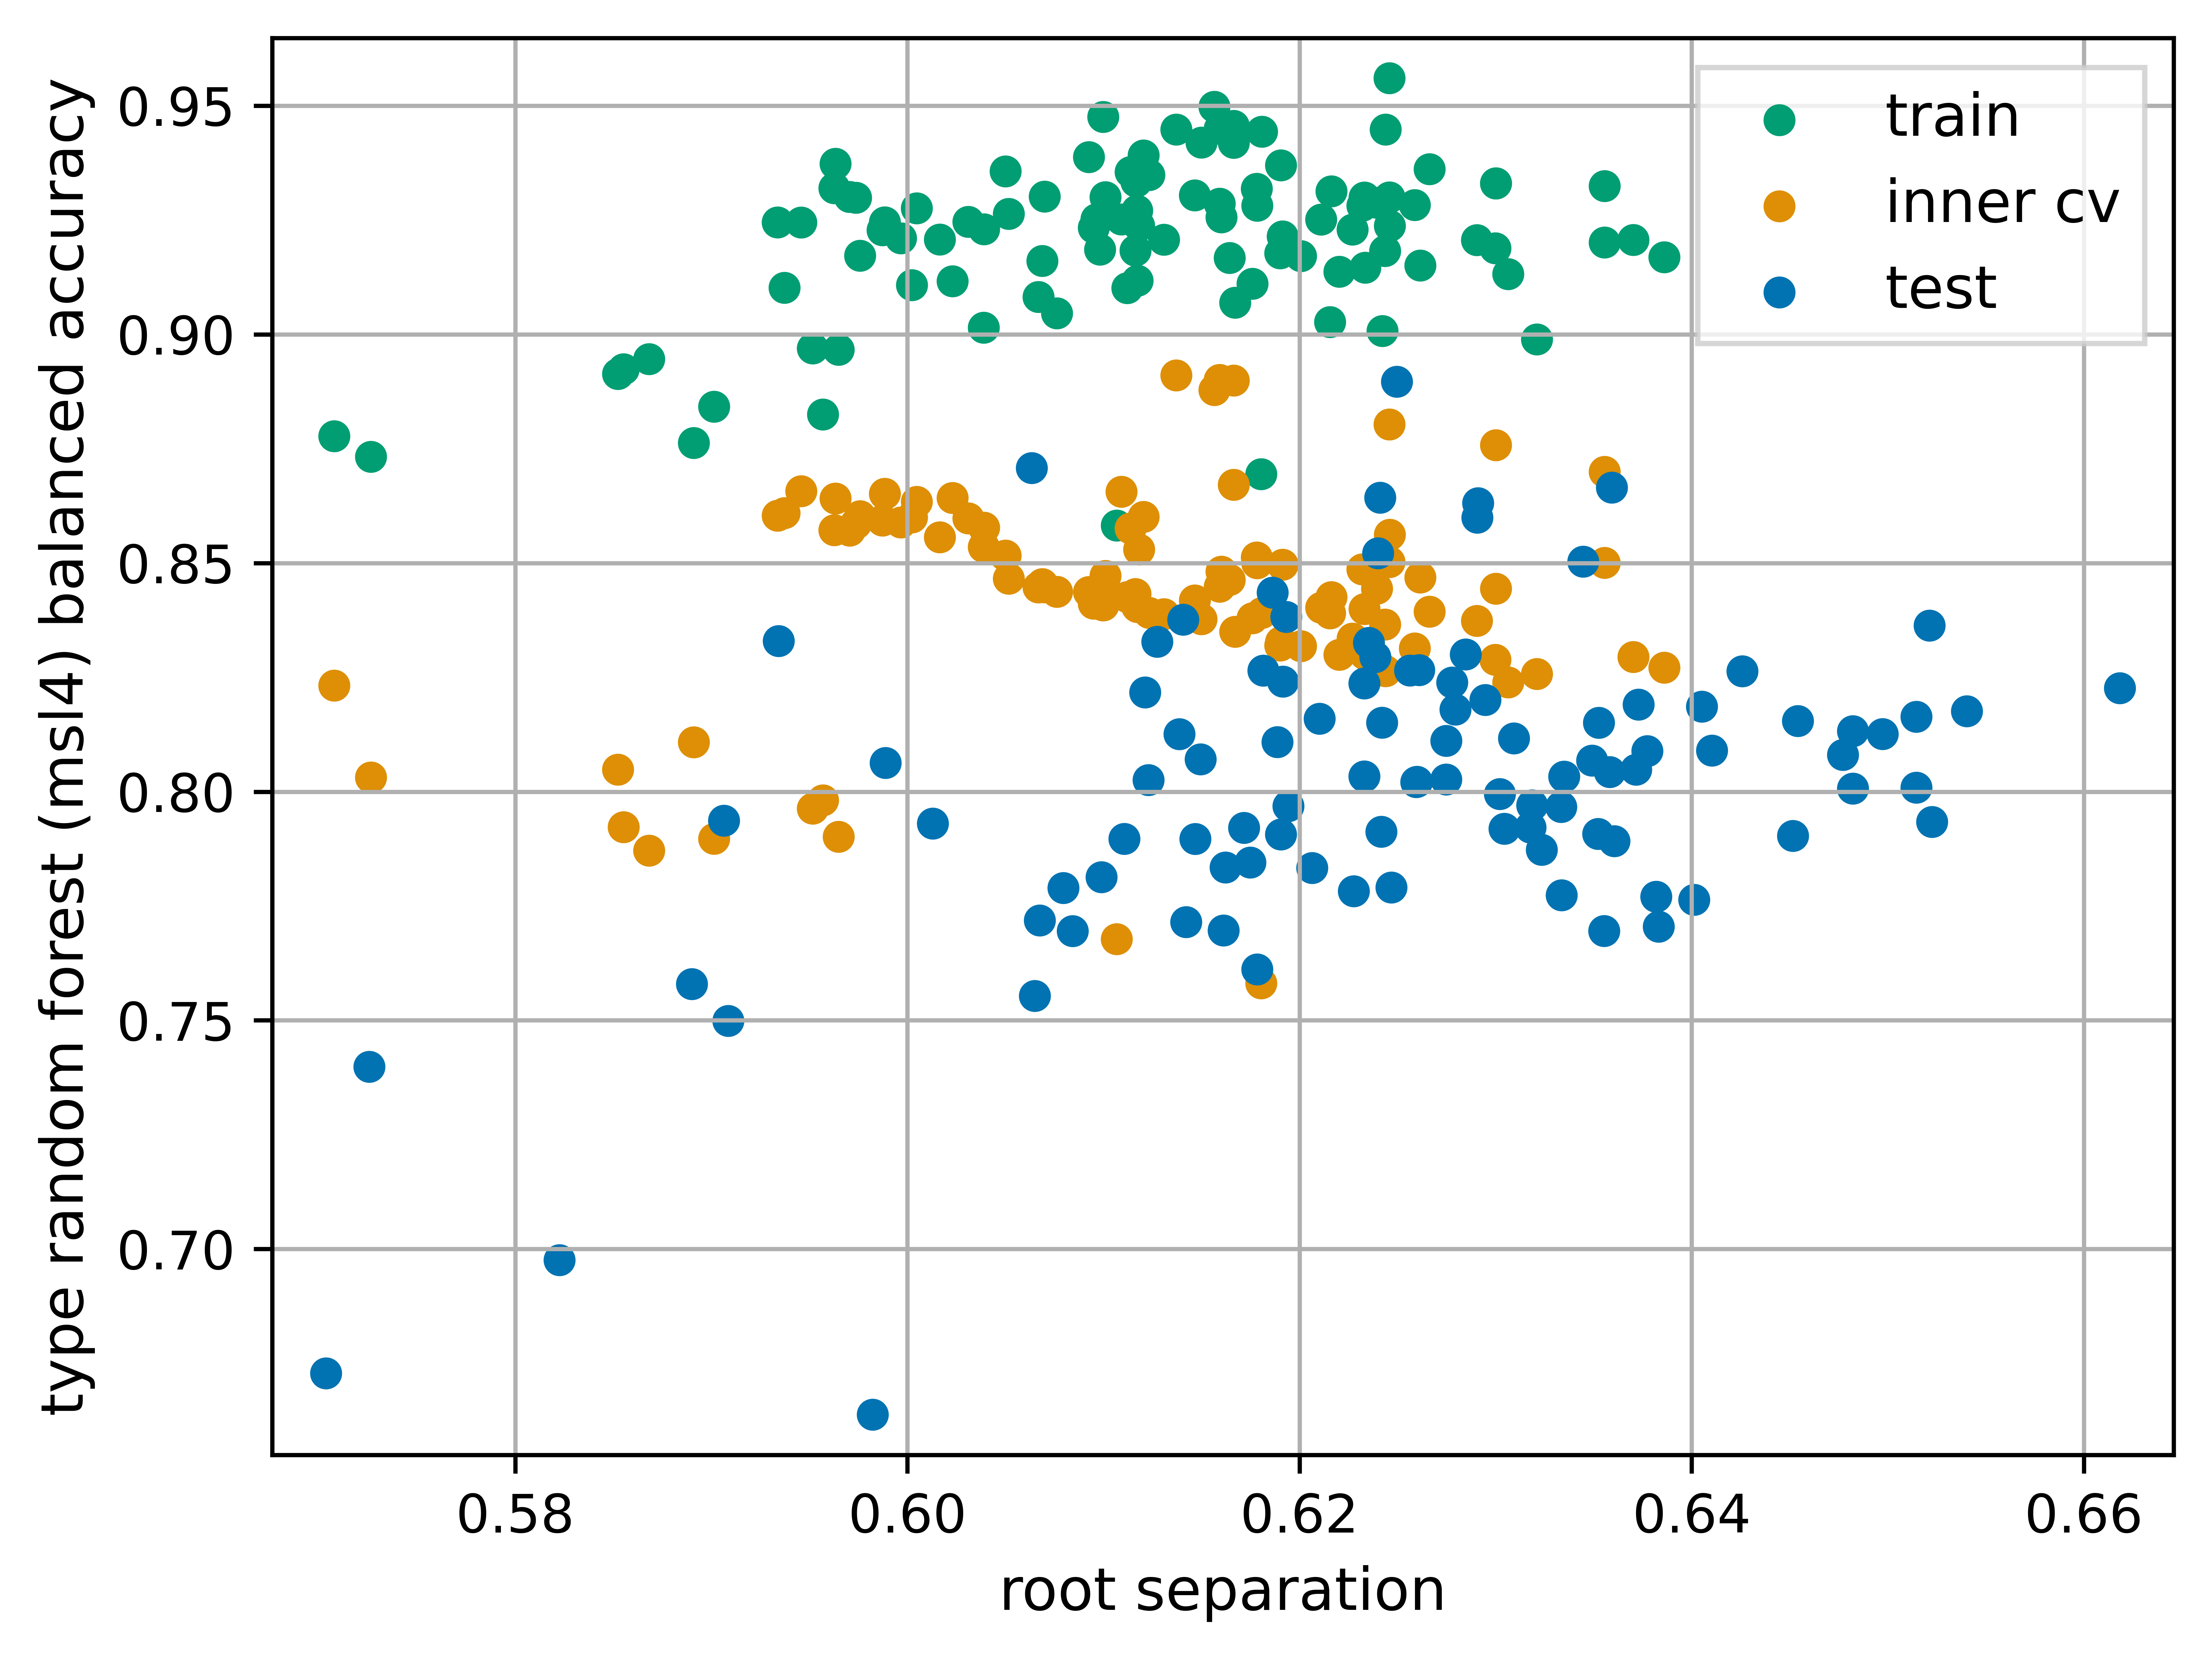 type random forest (msl4) balanced accuracy
0.95
0.90
0.85
0.80
0.75
0.70
train
inner cv
test
0.58
0.60
0.62
0.64
0.66
root separation